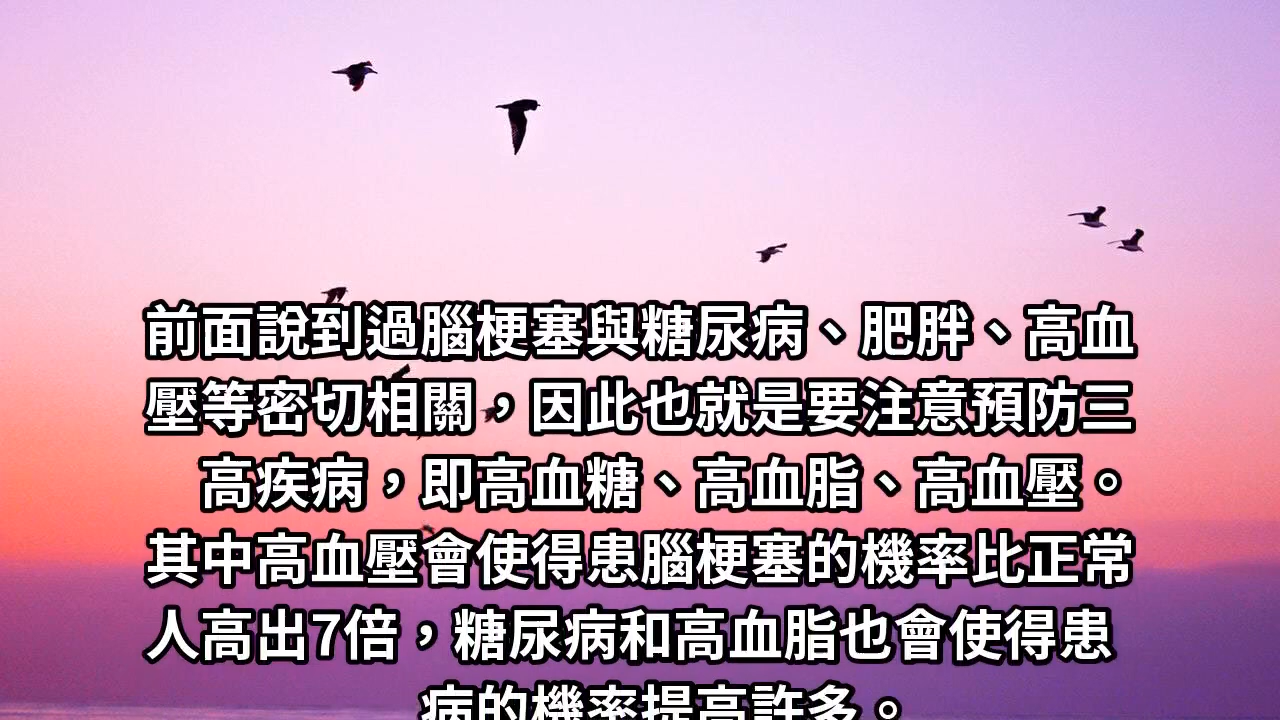 前面說到過腦梗塞與糖尿病、肥胖、高血
壓等密切相關，因此也就是要注意預防三
高疾病，即高血糖、高血脂、高血壓。
其中高血壓會使得患腦梗塞的機率比正常
人高出7倍，糖尿病和高血脂也會使得患
病的機率提高許多。